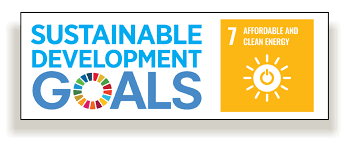 SUSTAINABLE
DEVELOPMENT
GOALS
7 AFFORDABLE AND
CLEAN ENERGY